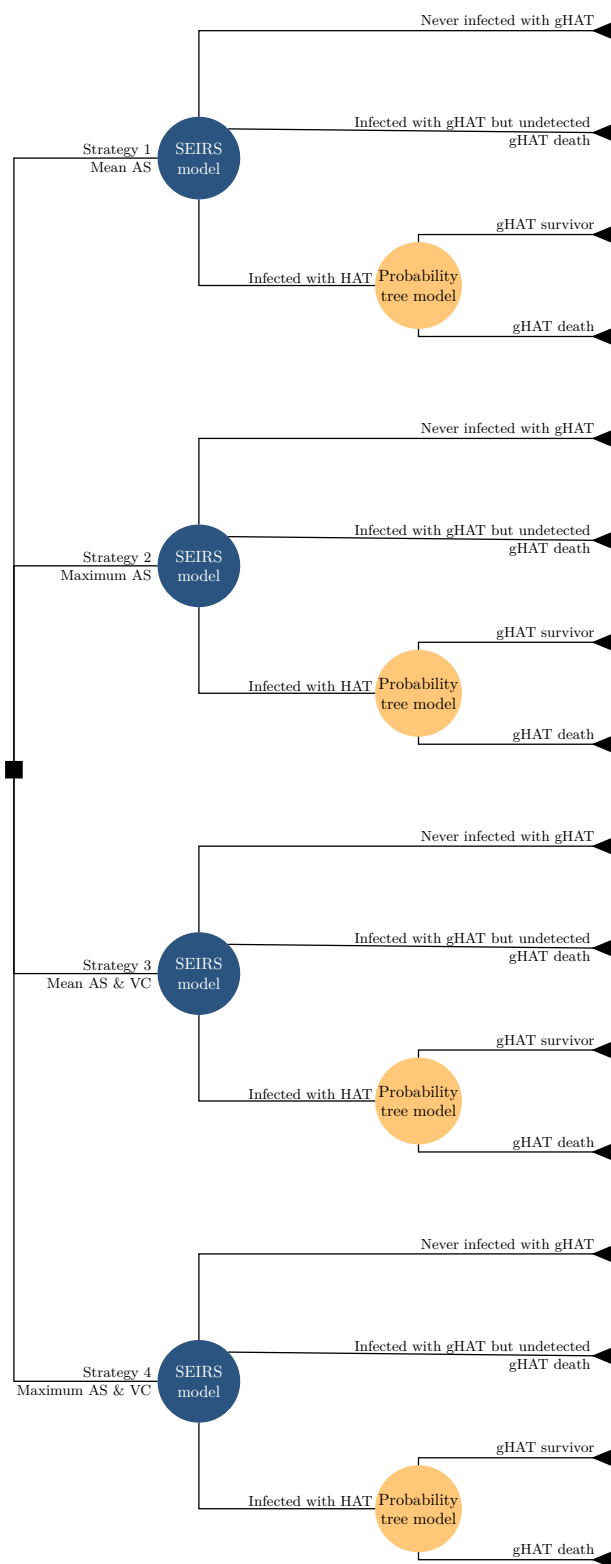 Never infected with gHAT
Infected with gHAT but undetected
gHAT death
Strategy 1
Mean AS
SEIRS
model
gHAT survivor
Infected with HAT
Probability
tree model
gHAT death
Never infected with gHAT
Infected with gHAT but undetected
gHAT death
Strategy 2
Maximum AS
SEIRS
model
gHAT survivor
Infected with HAT
Probability
tree model
gHAT death
Never infected with gHAT
Infected with gHAT but undetected
gHAT death
Strategy 3
Mean AS & VC
SEIRS
model
gHAT survivor
Infected with HAT
Probability
tree model
gHAT death
Never infected with gHAT
Infected with gHAT but undetected
gHAT death
Strategy 4
Maximum AS & VC
SEIRS
model
gHAT survivor
Infected with HAT
Probability
tree model
gHAT death